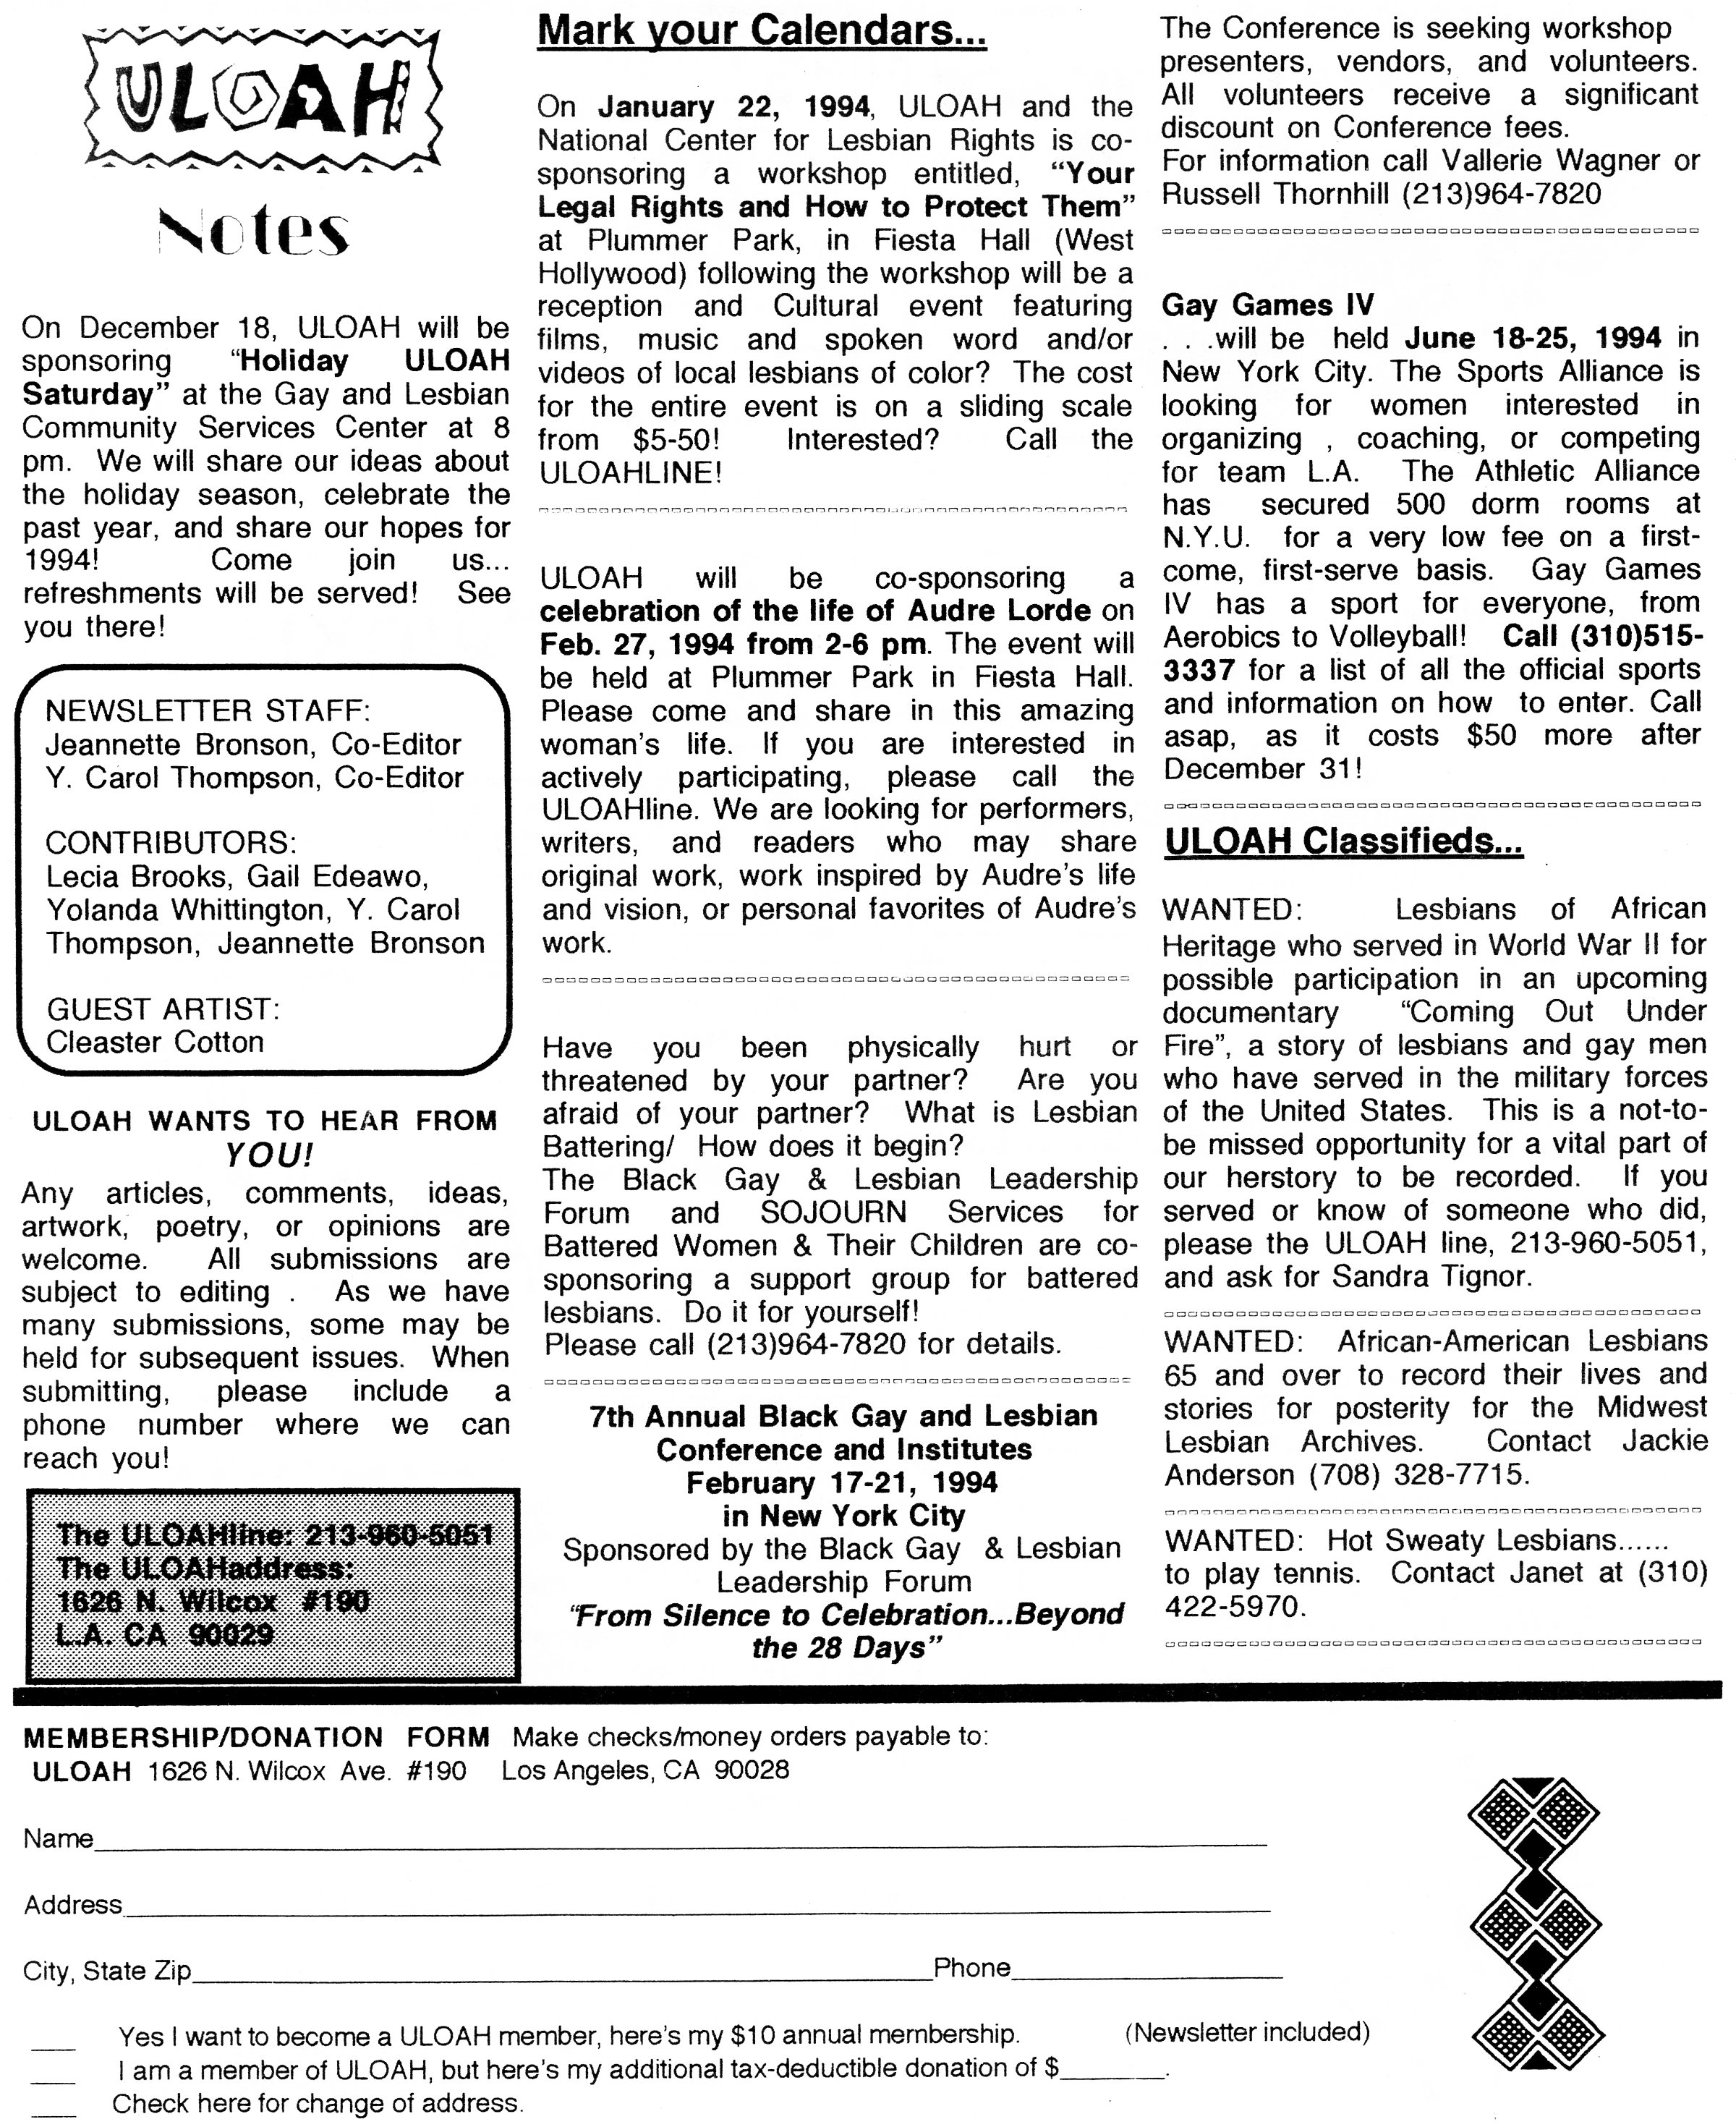 ULOAH
Notes
On December 18, ULOAH will be
sponsoring "Holiday ULOAH
Saturday" at the Gay and Lesbian
Community Services Center at 8
pm. We will share our ideas about
the holiday season, celebrate the
past year, and share our hopes for
1994! Come join us...
refreshments will be served! See
you there!
NEWSLETTER STAFF:
Jeannette Bronson, Co-Editor
Y. Carol Thompson, Co-Editor
CONTRIBUTORS:
Lecia Brooks, Gail Edeawo,
Yolanda Whittington, Y. Carol
Thompson, Jeannette Bronson
GUEST ARTIST:
Cleaster Cotton
ULOAH WANTS TO HEAR FROM
YOU!
Any articles, comments, ideas,
artwork, poetry, or opinions are
welcome. All submissions are
subject to editing . As we have
many submissions, some may be
held for subsequent issues. When
submitting, please include a
phone number where we can
reach you!
The ULOAHline: 213-960-5051
The ULOAHaddress:
1626 N. Wilcox #190
L.A. CA 90029
Mark your Calendars...
On January 22, 1994, ULOAH and the
National Center for Lesbian Rights is co-
sponsoring a workshop entitled, "Your
Legal Rights and How to Protect Them"
at Plummer Park, in Fiesta Hall (West
Hollywood) following the workshop will be a
reception and Cultural event featuring
films, music and spoken word and/or
videos of local lesbians of color? The cost
for the entire event is on a sliding scale
from $5-50! Interested? Call the
ULOAHLINE!
ULOAH will be co-sponsoring a
celebration of the life of Audre Lorde on
Feb. 27, 1994 from 2-6 pm. The event will
be held at Plummer Park in Fiesta Hall.
Please come and share in this amazing
woman's life. If you are interested in
actively participating, please call the
ULOAHline. We are looking for performers,
writers, and readers who may share
original work, work inspired by Audre's life
and vision, or personal favorites of Audre's
work.
Have you been physically hurt or
threatened by your partner? Are you
afraid of your partner? What is Lesbian
Battering/ How does it begin?
The Black Gay & Lesbian Leadership
Forum and SOJOURN Services for
Battered Women & Their Children are co-
sponsoring a support group for battered
lesbians. Do it for yourself!
Please call (213)964-7820 for details.
7th Annual Black Gay and Lesbian
Conference and Institutes
February 17-21, 1994
in New York City
Sponsored by the Black Gay & Lesbian
Leadership Forum
"From Silence to Celebration...Beyond
the 28 Days"
The Conference is seeking workshop
presenters, vendors, and volunteers.
All volunteers receive a significant
discount on Conference fees.
For information call Vallerie Wagner or
Russell Thornhill (213)964-7820
Gay Games IV
. . .will be held June 18-25, 1994 in
New York City. The Sports Alliance is
looking for women interested in
organizing , coaching, or competing
for team L.A. The Athletic Alliance
has secured 500 dorm rooms at
N.Y.U. for a very low fee on a first-
come, first-serve basis. Gay Games
IV has a sport for everyone, from
Aerobics to Volleyball! Call (310)515-
3337 for a list of all the official sports
and information on how to enter. Call
asap, as it costs $50 more after
December 31!
ULOAH Classifieds...
WANTED: Lesbians of African
Heritage who served in World War II for
possible participation in an upcoming
documentary "Coming Out Under
Fire", a story of lesbians and gay men
who have served in the military forces
of the United States. This is a not-to-
be missed opportunity for a vital part of
our herstory to be recorded. If you
served or know of someone who did,
please the ULOAH line, 213-960-5051,
and ask for Sandra Tignor.
WANTED: African-American Lesbians
65 and over to record their lives and
stories for posterity for the Midwest
Lesbian Archives. Contact Jackie
Anderson (708) 328-7715.
WANTED: Hot Sweaty Lesbians......
to play tennis. Contact Janet at (310)
422-5970.
MEMBERSHIP/DONATION FORM Make checks/money orders payable to:
ULOAH 1626 N. Wilcox Ave. #190 Los Angeles, CA 90028
Name
Address
City, State Zip Phone
Yes I want to become a ULOAH member, here's my $10 annual membership. (Newsletter included)
I am a member of ULOAH, but here's my additional tax-deductible donation of $________.
Check here for change of address.